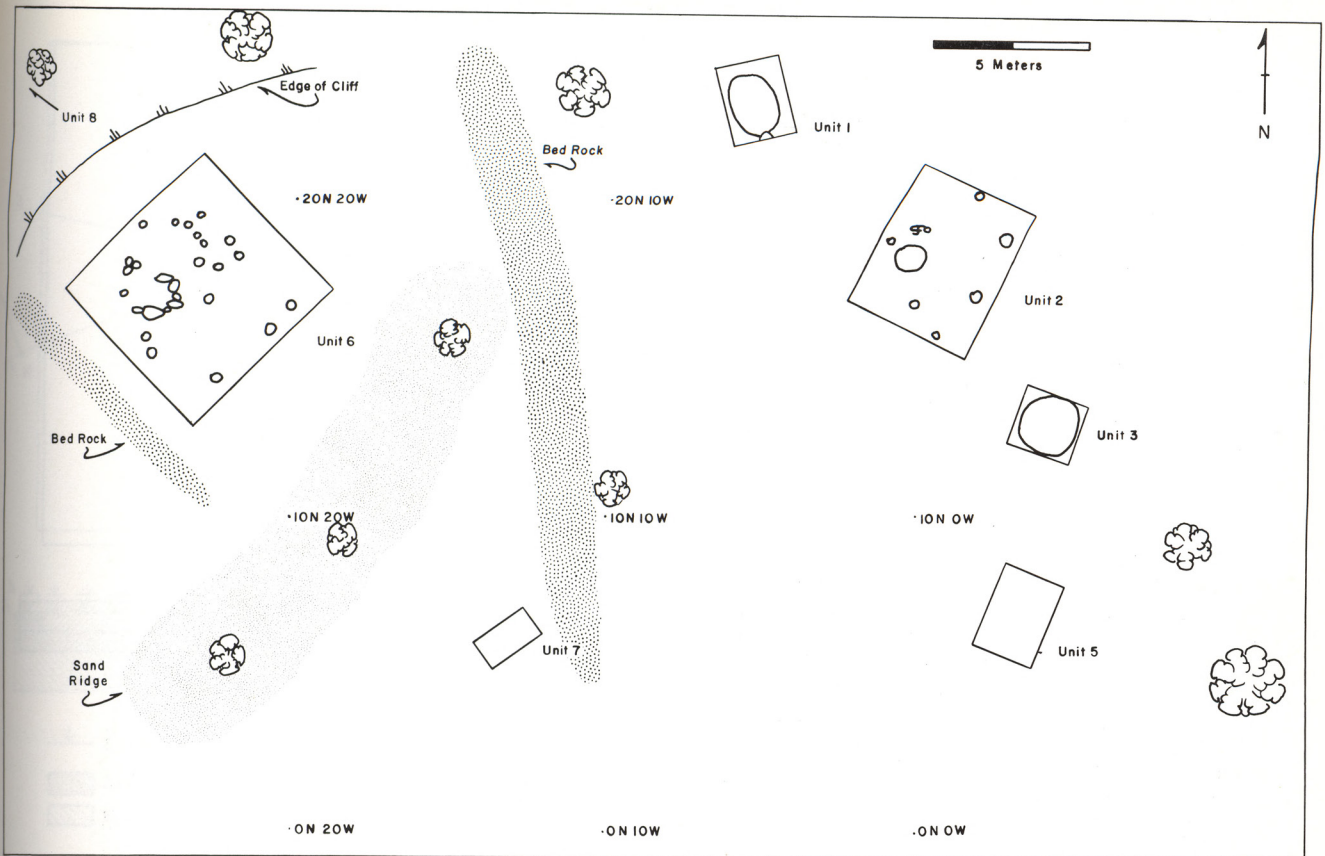 5 Meters
Edge of Cliff
Unit 8
Unit 1
N
Bed Rock
·20N 20W
·20N 10W
Unit 2
Unit 6
Bed Rock
Unit 3
·10N 20W
·10N 10W
·10N 0W
Unit 7
Unit 5
Sand
Ridge
·0N 20W
·0N 10W
·0N 0W